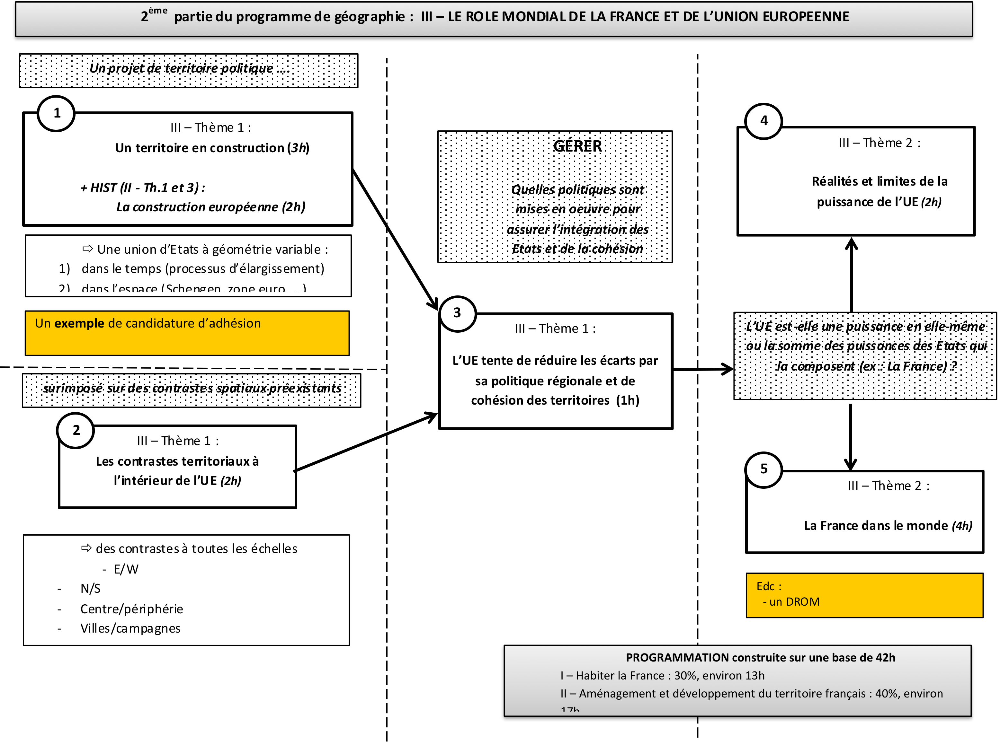 2ème partie du programme de géographie : III – LE ROLE MONDIAL DE LA FRANCE ET DE L’UNION EUROPEENNE
Un projet de territoire politique ….
1
III – Thème 1 :
Un territoire en construction (3h)
+ HIST (II - Th.1 et 3) :
La construction européenne (2h)
⇨ Une union d’Etats à géométrie variable :
1) dans le temps (processus d’élargissement)
2) dans l’espace (Schengen, zone euro, …)
Un exemple de candidature d’adhésion
surimposé sur des contrastes spatiaux préexistants
2
III – Thème 1 :
Les contrastes territoriaux à
l’intérieur de l’UE (2h)
⇨ des contrastes à toutes les échelles
- E/W
- N/S
- Centre/périphérie
- Villes/campagnes
GÉRER
Quelles politiques sont
mises en oeuvre pour
assurer l’intégration des
Etats et de la cohésion
3
III – Thème 1 :
L’UE tente de réduire les écarts par
sa politique régionale et de
cohésion des territoires (1h)
4
III – Thème 2 :
Réalités et limites de la
puissance de l’UE (2h)
L’UE est-elle une puissance en elle-même
ou la somme des puissances des Etats qui
la composent (ex : La France) ?
5
III – Thème 2 :
La France dans le monde (4h)
Edc :
- un DROM
PROGRAMMATION construite sur une base de 42h
I – Habiter la France : 30%, environ 13h
II – Aménagement et développement du territoire français : 40%, environ
17h